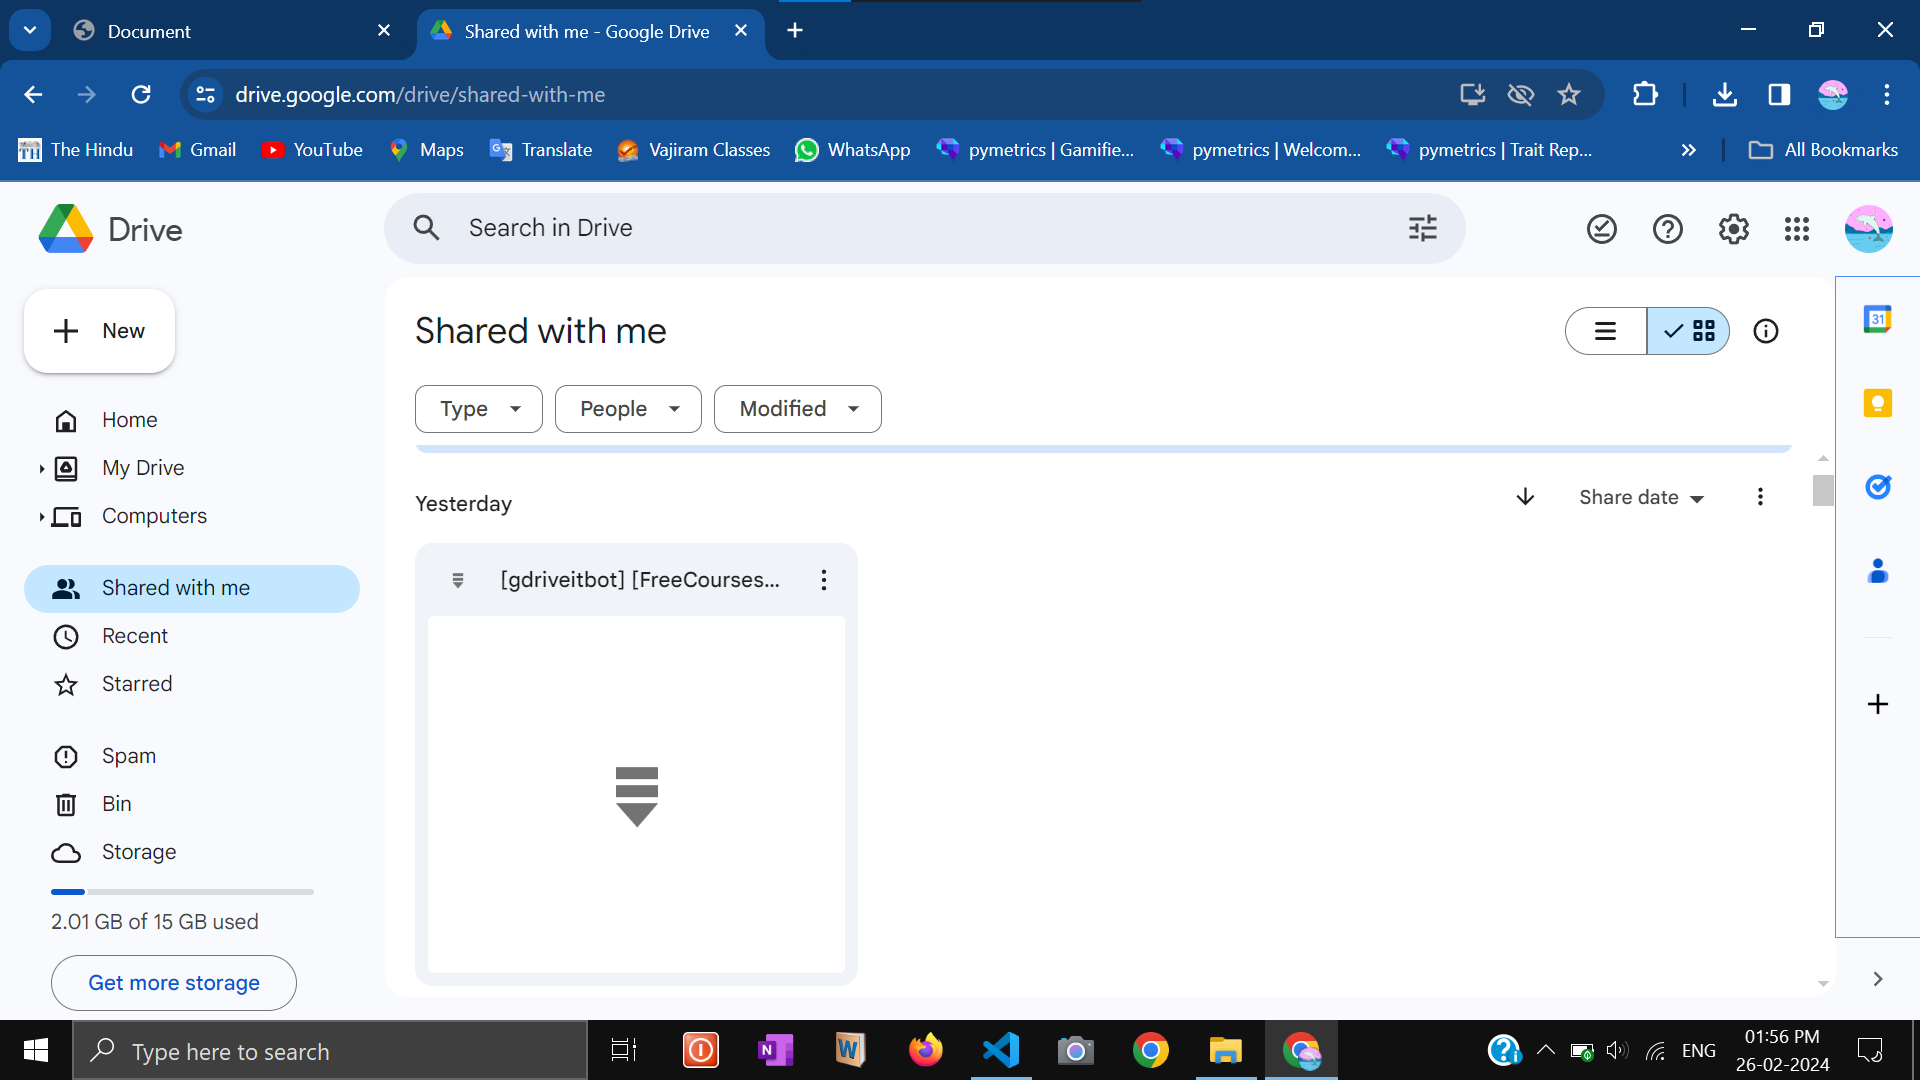 Document
Shared with me - Google Drive
drive.google.com/drive/shared-with-me
TH The Hindu
Gmail
YouTube
Maps
Translate
Vajiram Classes
WhatsApp
pymetrics | Gamifie...
pymetrics | Welcom...
pymetrics | Trait Rep...
All Bookmarks
Drive
Search in Drive
New
Home
My Drive
Computers
Shared with me
Recent
Starred
Spam
Bin
Storage
2.01 GB of 15 GB used
Get more storage
Shared with me
Type
People
Modified
Yesterday
Share date
[gdriveitbot] [FreeCourses...
31
Type here to search
N
W
ENG
01:56 PM
26-02-2024